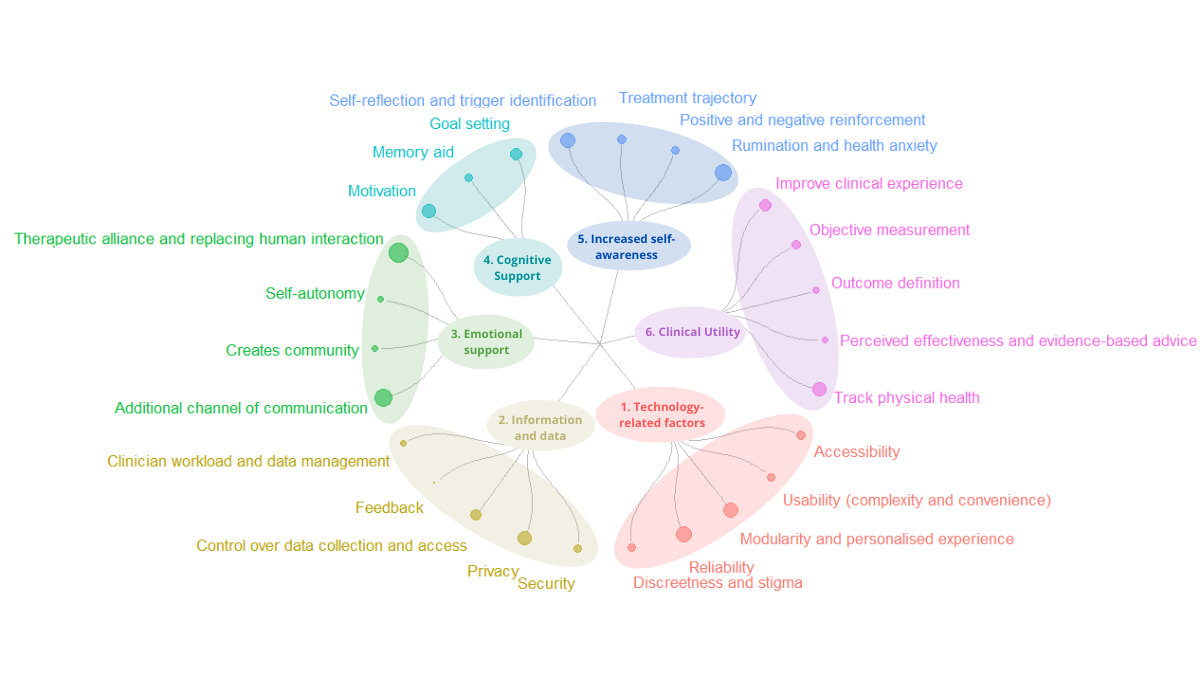 Self-reflection and trigger identification
Treatment trajectory
Goal setting
Positive and negative reinforcement
Memory aid
Rumination and health anxiety
Motivation
Improve clinical experience
Therapeutic alliance and replacing human interaction
Objective measurement
5. Increased self-
awareness
4. Cognitive
Support
Self-autonomy
Outcome definition
3. Emotional
support
6. Clinical Utility
Creates community
Perceived effectiveness and evidence-based advice
Additional channel of communication
Track physical health
1. Technology-
related factors
2. Information
and data
Accessibility
Clinician workload and data management
Usability (complexity and convenience)
Feedback
Modularity and personalised experience
Control over data collection and access
Reliability
Privacy
Discreetness and stigma
Security